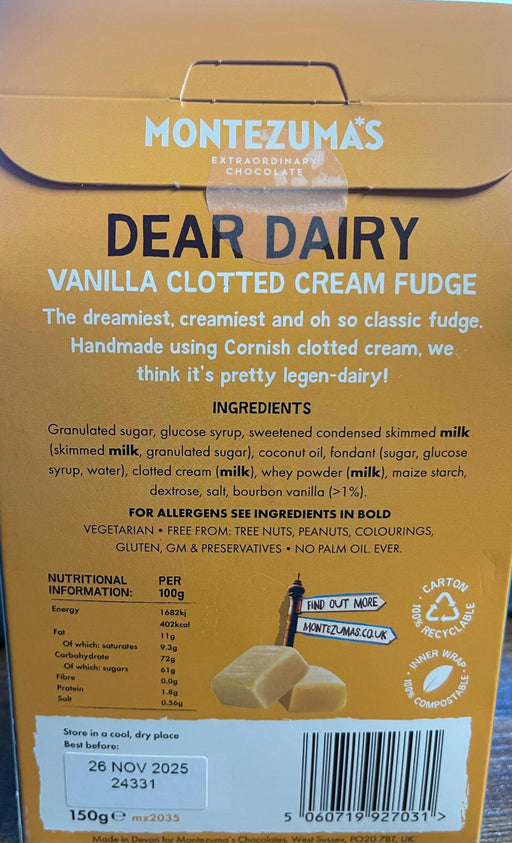 MONTEZUMA'S
EXTRAORDINARY
CHOCOLATE
DEAR DAIRY
VANILLA CLOTTED CREAM FUDGE
The dreamiest, creamiest and oh so classic fudge.
Handmade using Cornish clotted cream, we
think it's pretty legen-dairy!
INGREDIENTS
Granulated sugar, glucose syrup, sweetened condensed skimmed milk
(skimmed milk, granulated sugar), coconut oil, fondant (sugar, glucose
syrup, water), clotted cream (milk), whey powder (milk), maize starch,
dextrose, salt, bourbon vanilla (>1%).
FOR ALLERGENS SEE INGREDIENTS IN BOLD
VEGETARIAN • FREE FROM: TREE NUTS, PEANUTS, COLOURINGS,
GLUTEN, GM & PRESERVATIVES • NO PALM OIL. EVER.
NUTRITIONAL PER
INFORMATION: 100g
Energy 1682kj
402kcal
Fat 11g
Of which: saturates 9.3g
Carbohydrate 72g
Of which: sugars 61g
Fibre 0.0g
Protein 1.8g
Salt 0.56g
FIND OUT MORE
MONTEZUMAS.CO.UK
CARTON
100% RECYCLABLE
INNER WRAP
100% COMPOSTABLE
Store in a cool, dry place
Best before:
26 NOV 2025
24331
150g℮ mz2035
5 060719 927031 >
Made in Devon for Montezuma's Chocolates, West Sussex, PO20 7BT, UK.